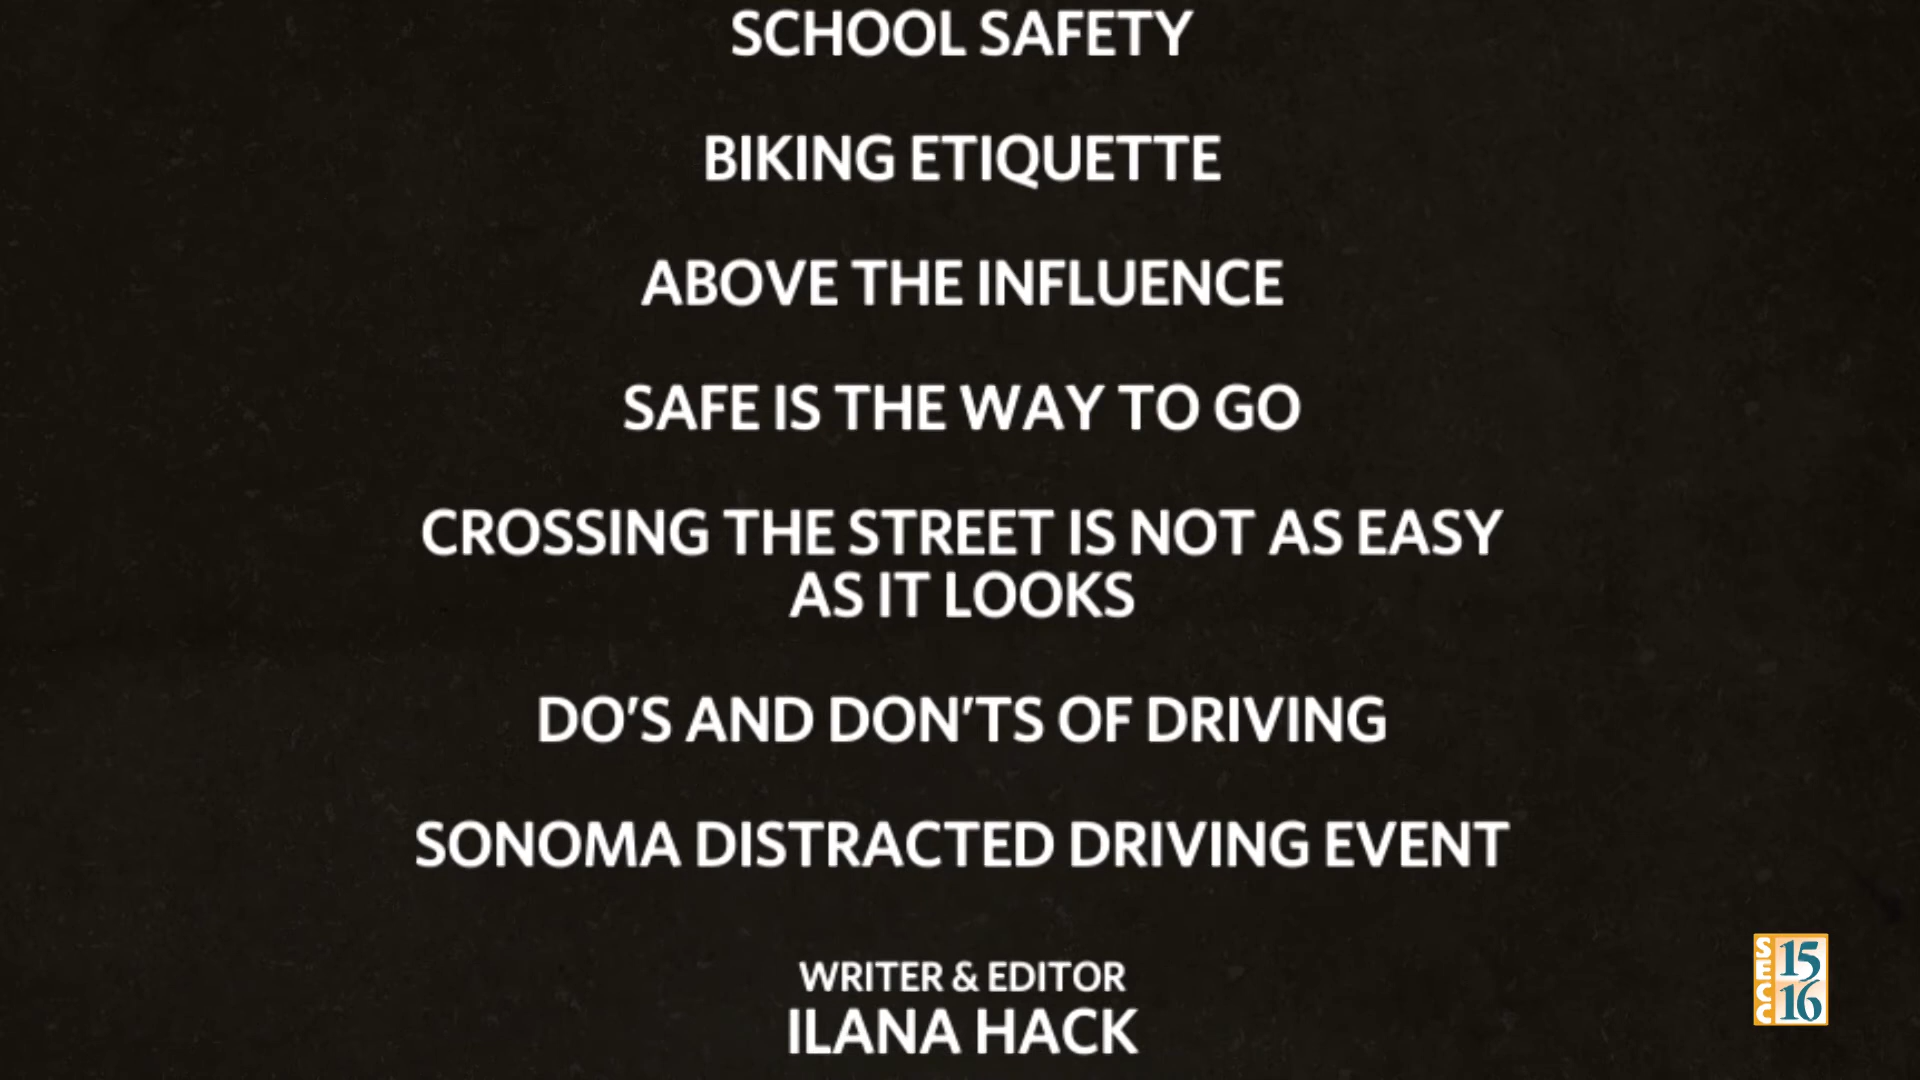 SCHOOL SAFETY
BIKING ETIQUETTE
ABOVE THE INFLUENCE
SAFE IS THE WAY TO GO
CROSSING THE STREET IS NOT AS EASY
AS IT LOOKS
DO'S AND DON'TS OF DRIVING
SONOMA DISTRACTED DRIVING EVENT
WRITER & EDITOR
ILANA HACK
SECC
15
16